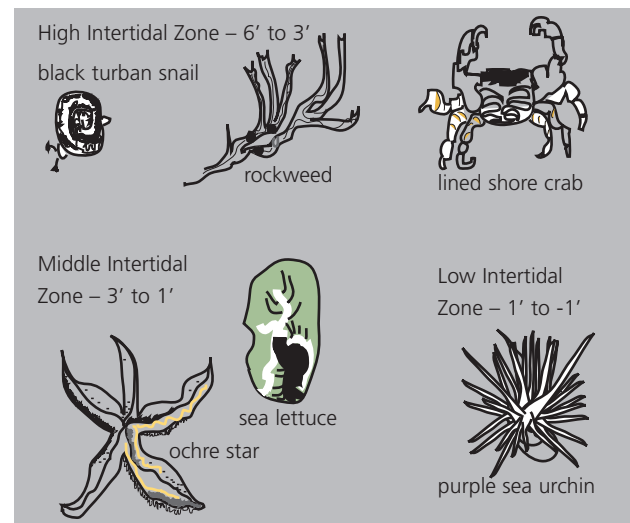 High Intertidal Zone – 6’ to 3’
black turban snail
rockweed
lined shore crab
Middle Intertidal
Zone – 3’ to 1’
sea lettuce
ochre star
Low Intertidal
Zone – 1’ to -1’
purple sea urchin